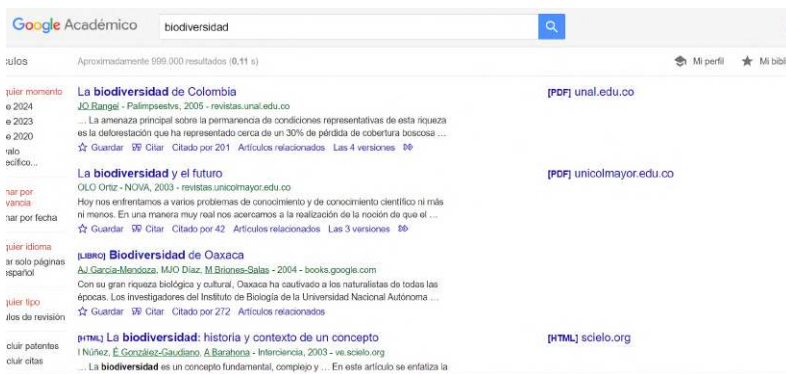 Google Académico
biodiversidad
Aproximadamente 999.000 resultados (0,11 s)
Mi perfil
Mi bibl
La biodiversidad de Colombia
JO Rangel - Palimpsestvs, 2005 - revistas.unal.edu.co
... La amenaza principal sobre la permanencia de condiciones representativas de esta riqueza
es la deforestación que ha representado cerca de un 30% de pérdida de cobertura boscosa ...
Guardar Citar Citado por 201 Artículos relacionados Las 4 versiones
[PDF] unal.edu.co
La biodiversidad y el futuro
OLO Ortiz - NOVA, 2003 - revistas.unicolmayor.edu.co
Hoy nos enfrentamos a varios problemas de conocimiento y de conocimiento científico ni más
ni menos. En una manera muy real nos acercamos a la realización de la noción de que el ...
Guardar Citar Citado por 42 Artículos relacionados Las 3 versiones
[PDF] unicolmayor.edu.co
[LIBRO] Biodiversidad de Oaxaca
AJ García-Mendoza, MJO Díaz, M Briones-Salas - 2004 - books.google.com
Con su gran riqueza biológica y cultural, Oaxaca ha cautivado a los naturalistas de todas las
épocas. Los investigadores del Instituto de Biología de la Universidad Nacional Autónoma ...
Guardar Citar Citado por 272 Artículos relacionados
[HTML] La biodiversidad: historia y contexto de un concepto
I Núñez, É González-Gaudiano, A Barahona - Interciencia, 2003 - ve.scielo.org
... La biodiversidad es un concepto fundamental, complejo y ... En este artículo se enfatiza la
[HTML] scielo.org
culos
quier momento
e 2024
e 2023
e 2020
valo
ecífico...
nar por
vancia
nar por fecha
quier idioma
ar solo páginas
español
quier tipo
ulos de revisión
cluir patentes
cluir citas